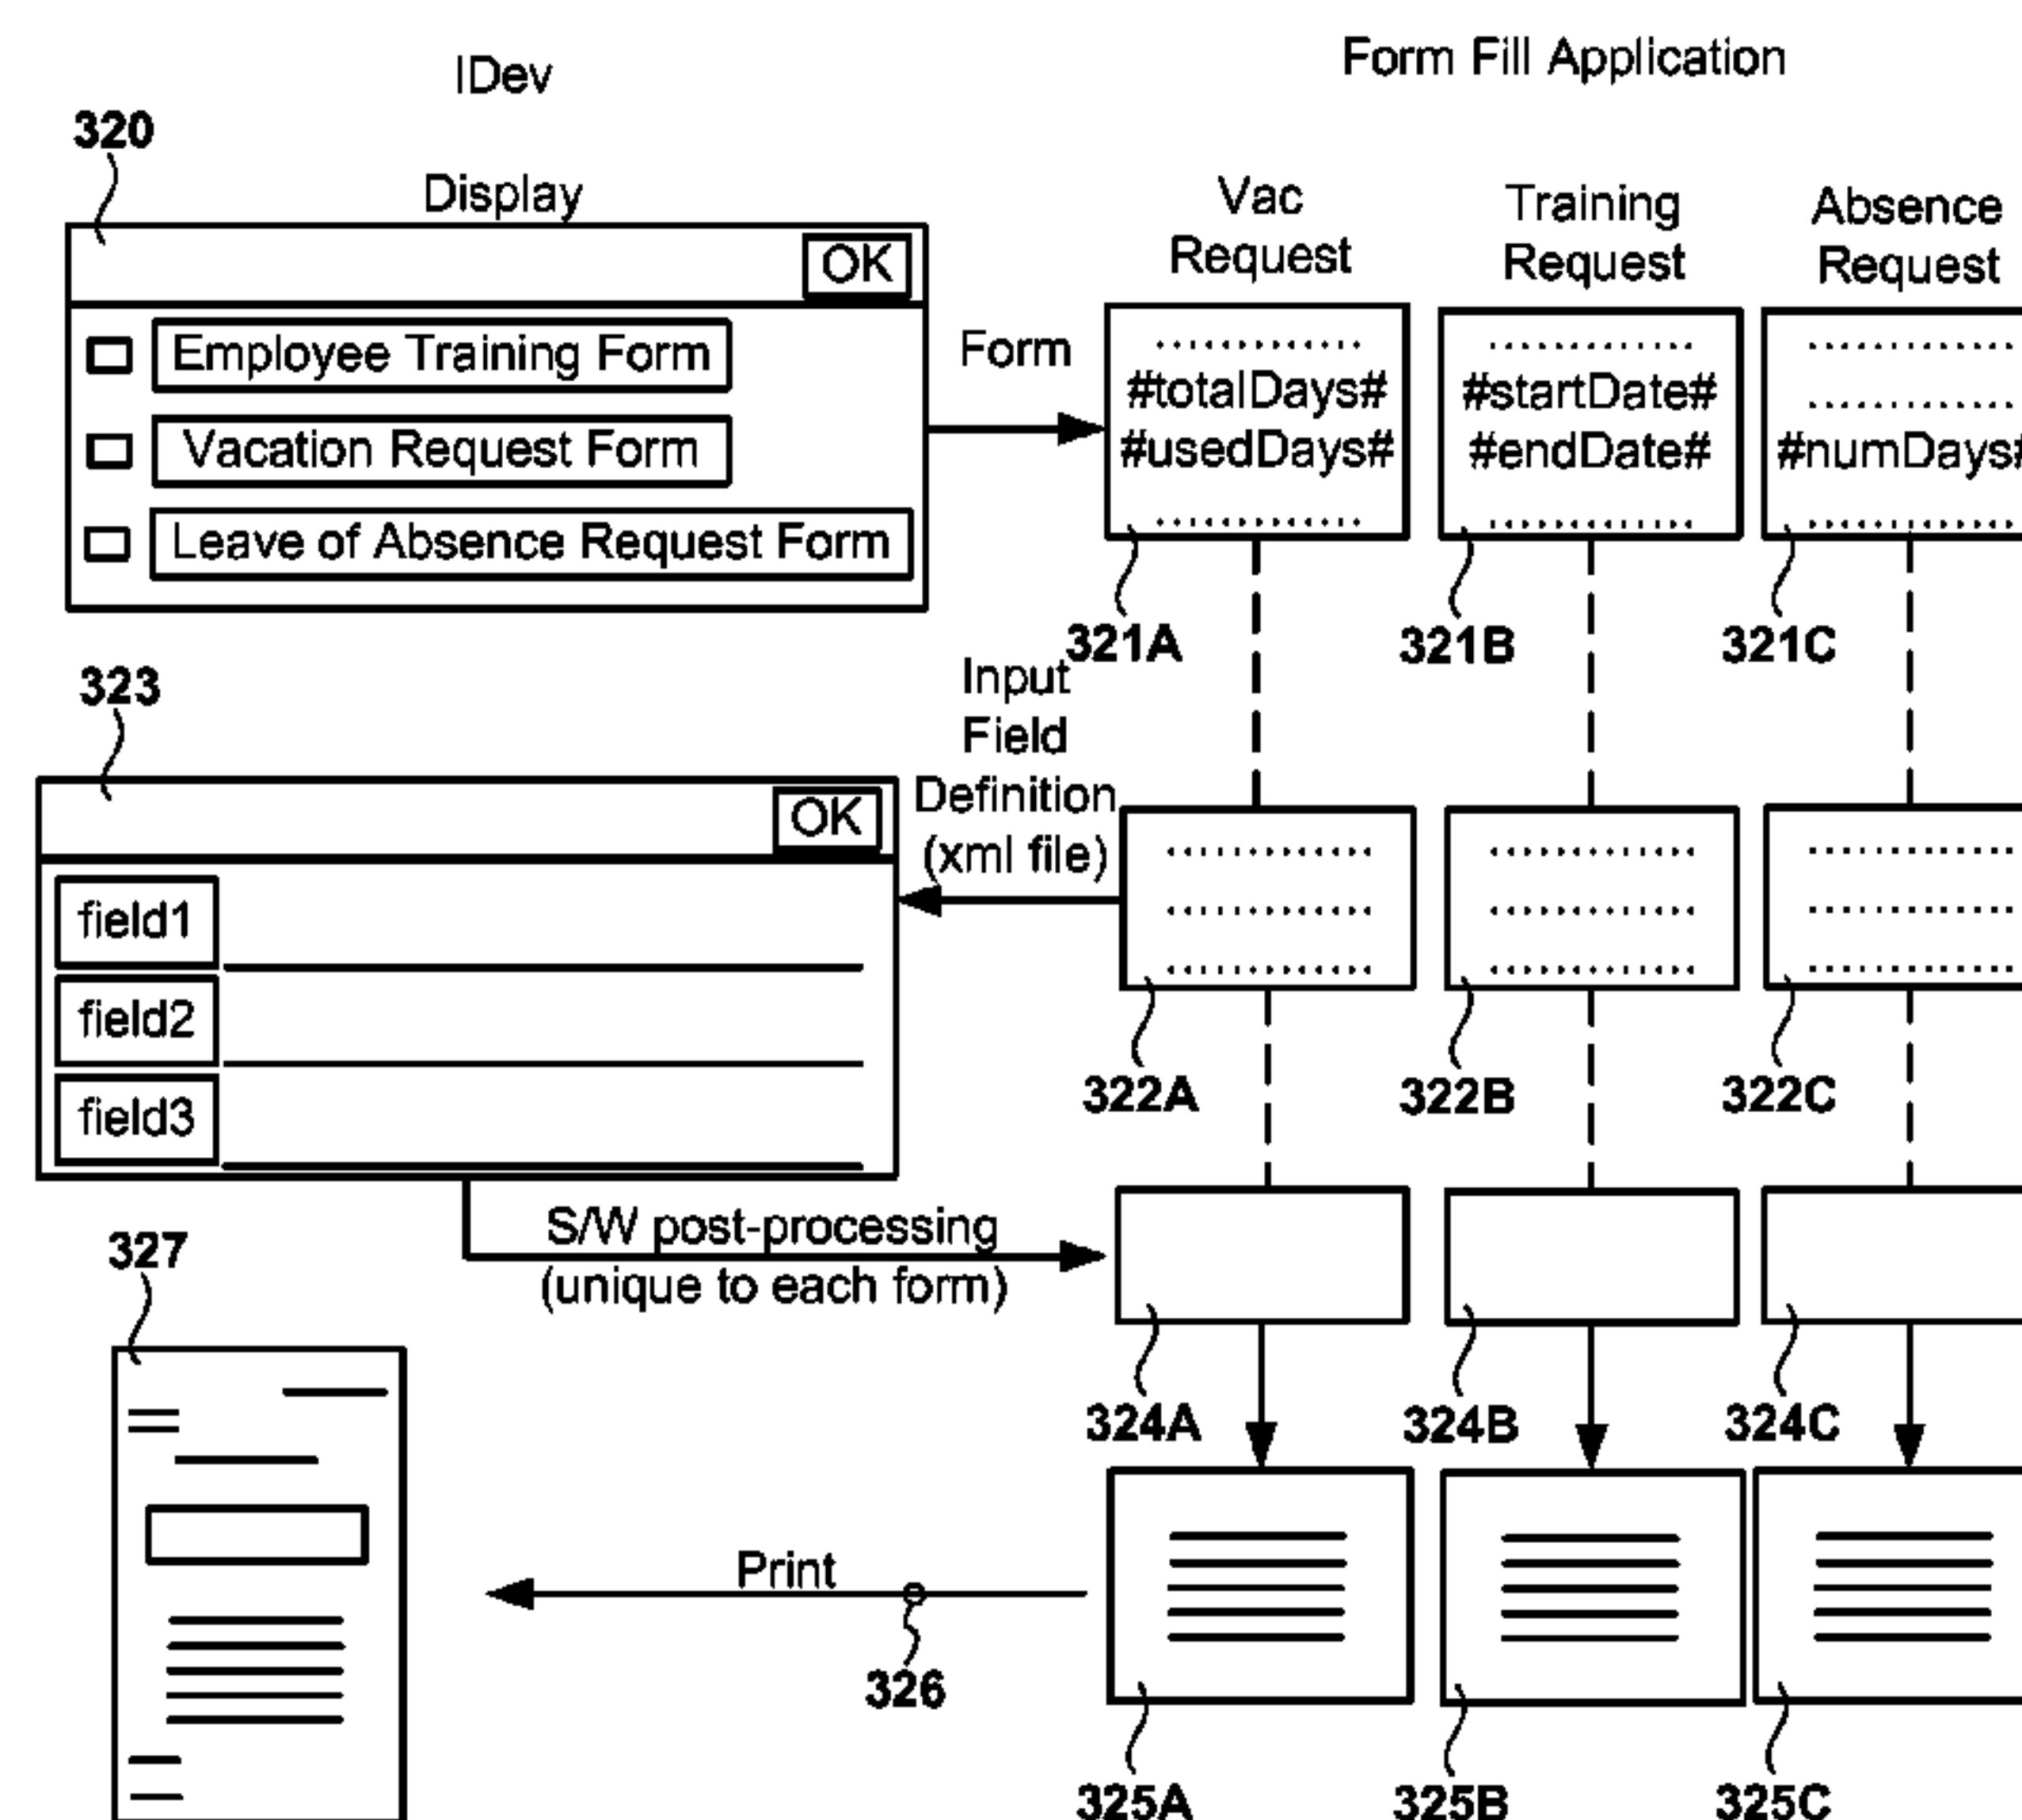 IDev
Form Fill Application
320
Display
OK
Employee Training Form
Vacation Request Form
Leave of Absence Request Form
Form
Vac
Request
Training
Request
Absence
Request
#totalDays#
#usedDays#
#startDate#
#endDate#
#numDays#
321A
321B
321C
323
OK
field1
field2
field3
Input
Field
Definition
(xml file)
322A
322B
322C
S/W post-processing
(unique to each form)
324A
324B
324C
327
Print
326
325A
325B
325C